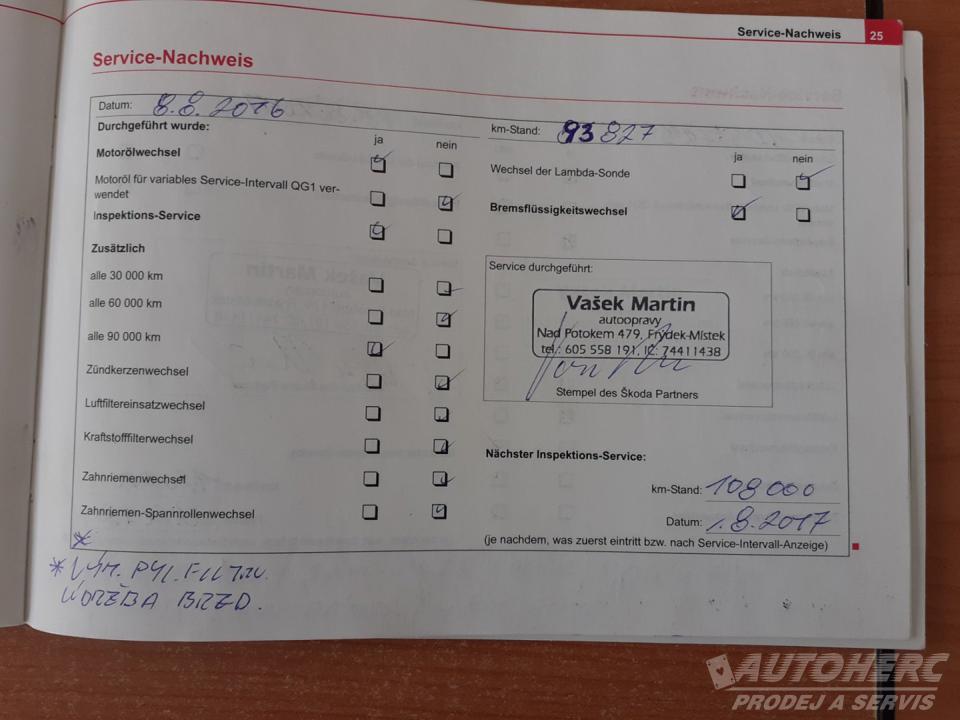 Service-Nachweis 25
Service-Nachweis
Datum: 8.8.2016
km-Stand: 93 827
Durchgeführt wurde:
ja nein
ja nein
Motorölwechsel
Wechsel der Lambda-Sonde
Motoröl für variables Service-Intervall QG1 ver-
wendet
Bremsflüssigkeitswechsel
Inspektions-Service
Zusätzlich
alle 30 000 km
alle 60 000 km
alle 90 000 km
Zündkerzenwechsel
Luftfiltereinsatzwechsel
Kraftstofffilterwechsel
Zahnriemenwechsel
Zahnriemen-Spannrollenwechsel
Service durchgeführt:
Vašek Martin
autoopravy
Nad Potokem 479, Frýdek-Místek
tel.: 605 558 191, IČ: 74411438
Stempel des Škoda Partners
Nächster Inspektions-Service:
km-Stand: 108 000
Datum: 1.8.2017
(je nachdem, was zuerst eintritt bzw. nach Service-Intervall-Anzeige)
*
* VÝM. PYL. FILTRU
ÚDRŽBA BRZD.
AUTOHERC
PRODEJ A SERVIS